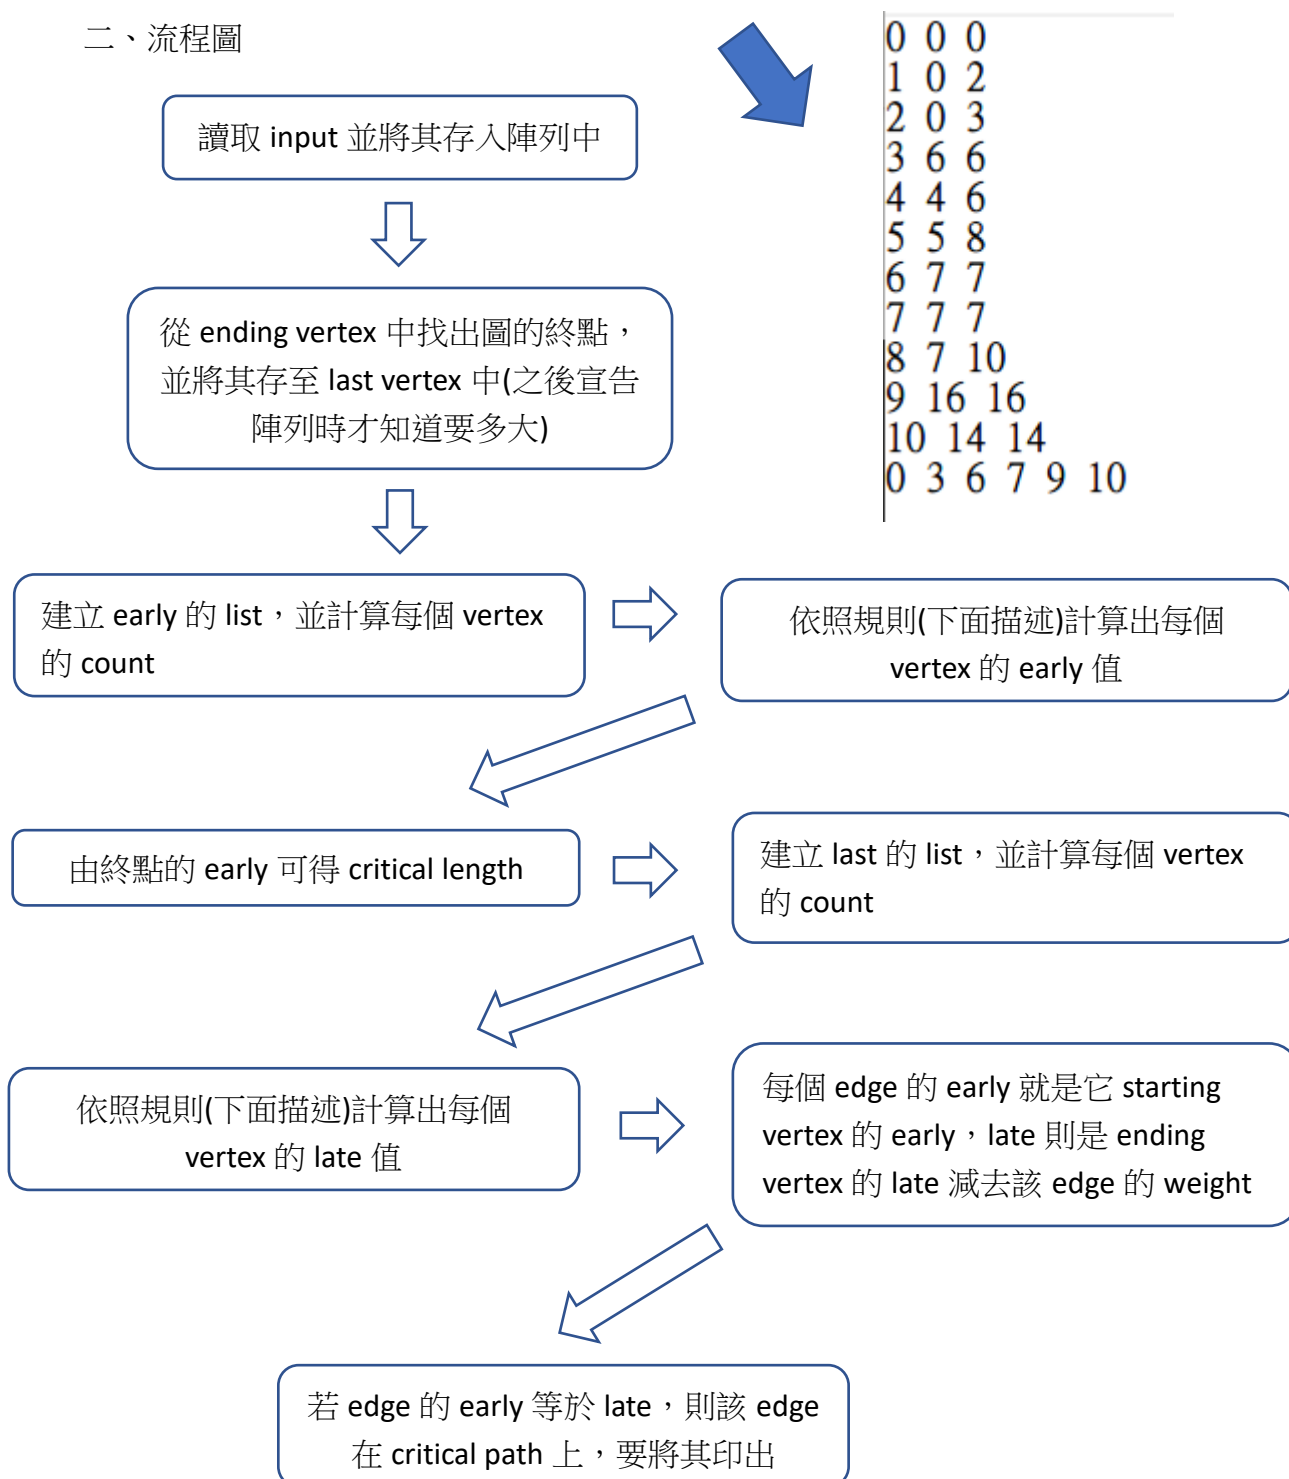 二、流程圖
0 0 0
1 0 2
2 0 3
3 6 6
4 4 6
5 5 8
6 7 7
7 7 7
8 7 10
9 16 16
10 14 14
0 3 6 7 9 10
讀取 input 並將其存入陣列中
從 ending vertex 中找出圖的終點，
並將其存至 last vertex 中(之後宣告
陣列時才知道要多大)
建立 early 的 list，並計算每個 vertex
的 count
依照規則(下面描述)計算出每個
vertex 的 early 值
由終點的 early 可得 critical length
建立 last 的 list，並計算每個 vertex
的 count
依照規則(下面描述)計算出每個
vertex 的 late 值
每個 edge 的 early 就是它 starting
vertex 的 early，late 則是 ending
vertex 的 late 減去該 edge 的 weight
若 edge 的 early 等於 late，則該 edge
在 critical path 上，要將其印出